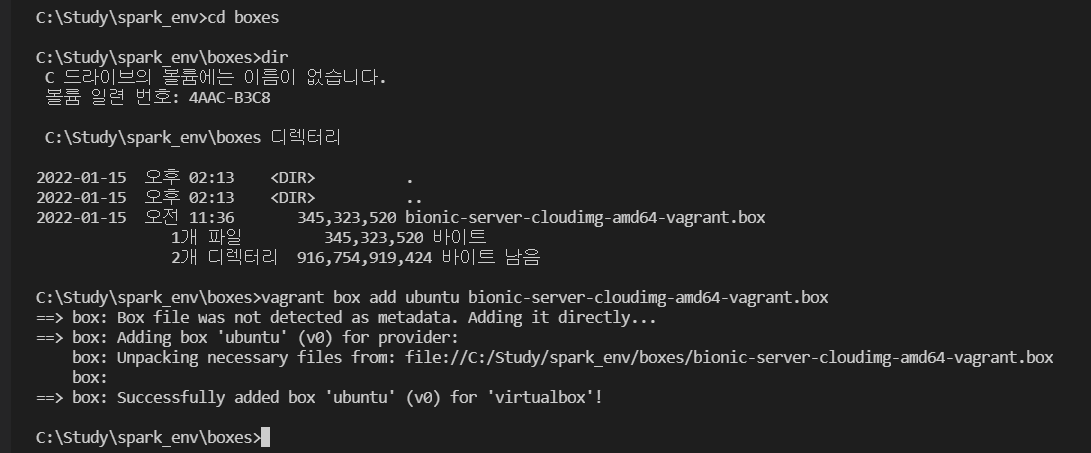 C:\Study\spark_env>cd boxes
C:\Study\spark_env\boxes>dir
C 드라이브의 볼륨에는 이름이 없습니다.
볼륨 일련 번호: 4AAC-B3C8
C:\Study\spark_env\boxes 디렉터리
2022-01-15 오후 02:13 <DIR> .
2022-01-15 오후 02:13 <DIR> ..
2022-01-15 오전 11:36 345,323,520 bionic-server-cloudimg-amd64-vagrant.box
1개 파일 345,323,520 바이트
2개 디렉터리 916,754,919,424 바이트 남음
C:\Study\spark_env\boxes>vagrant box add ubuntu bionic-server-cloudimg-amd64-vagrant.box
==> box: Box file was not detected as metadata. Adding it directly...
==> box: Adding box 'ubuntu' (v0) for provider:
box: Unpacking necessary files from: file://C:/Study/spark_env/boxes/bionic-server-cloudimg-amd64-vagrant.box
box:
==> box: Successfully added box 'ubuntu' (v0) for 'virtualbox'!
C:\Study\spark_env\boxes>